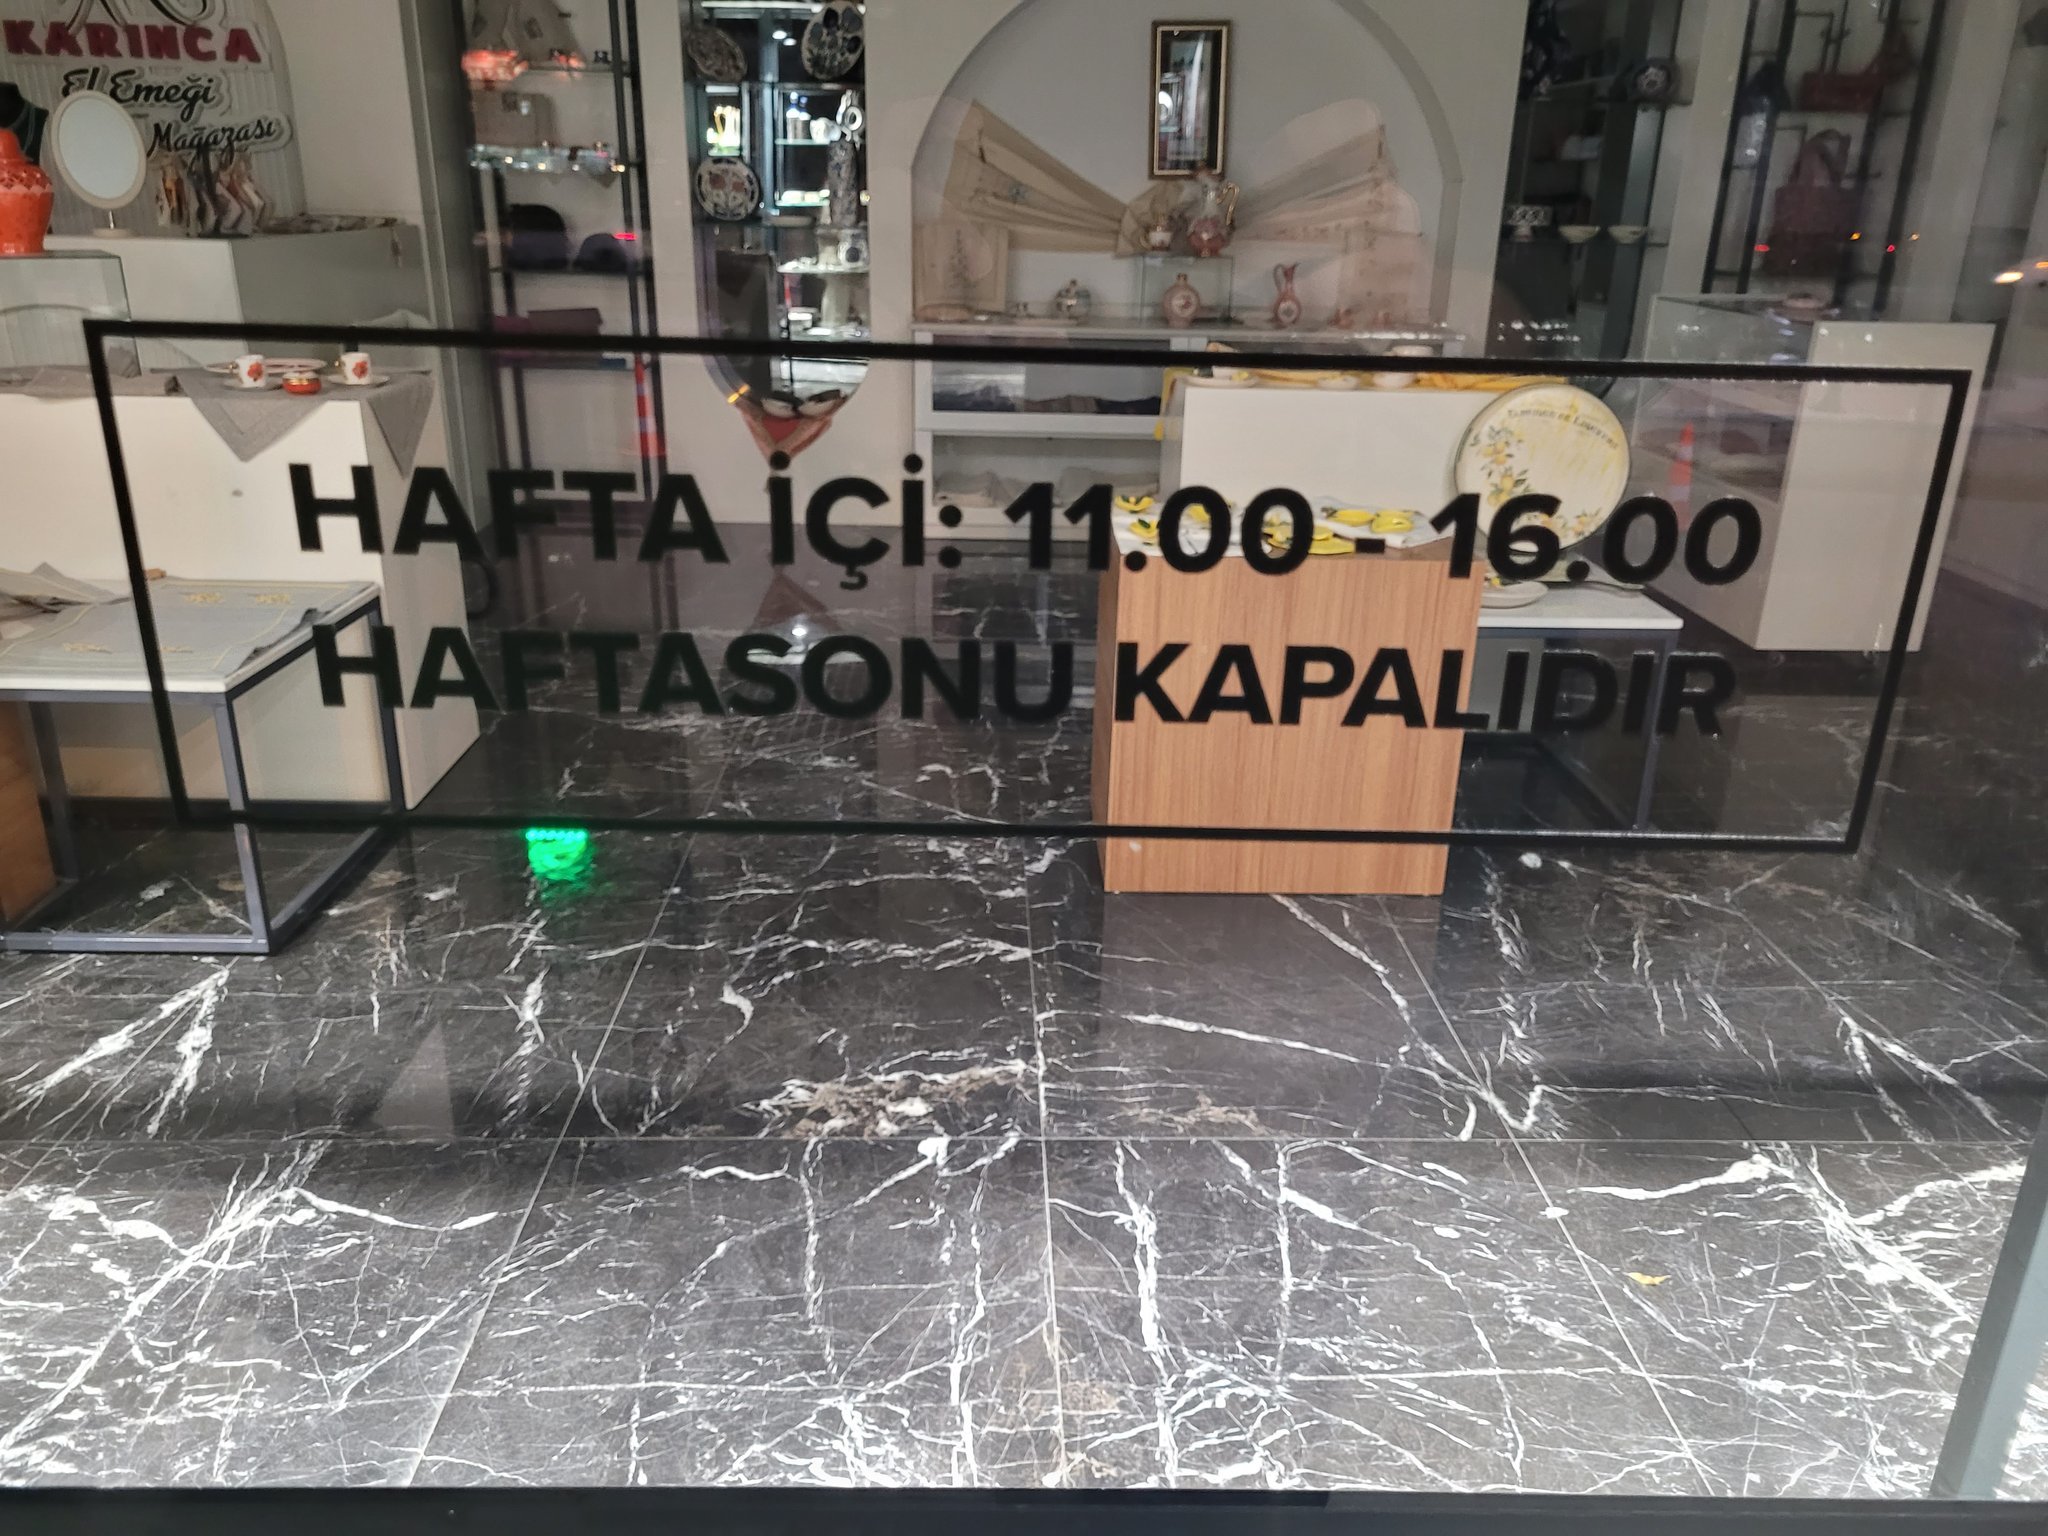 KARINCA
El Emeği
Mağazası
HAFTA İÇİ: 11.00 - 16.00
HAFTASONU KAPALIDIR